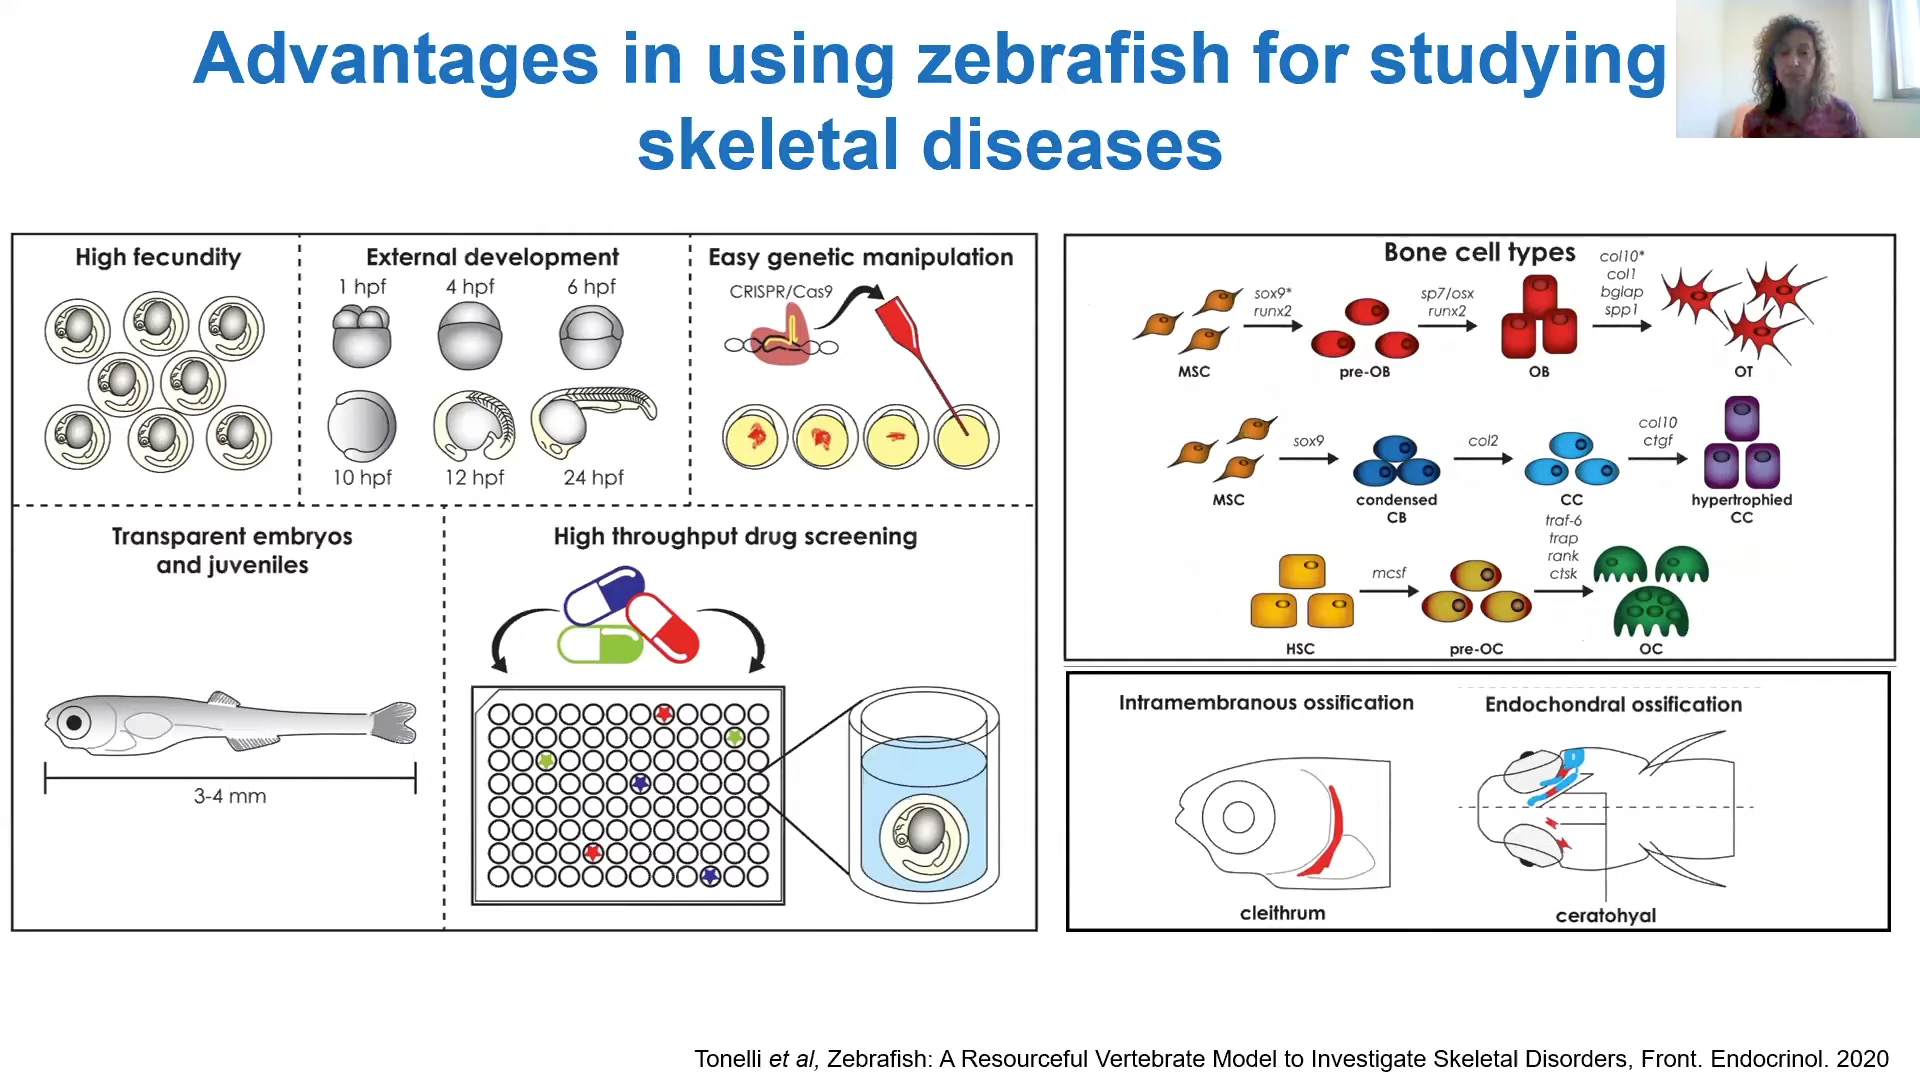 Advantages in using zebrafish for studying
skeletal diseases
High fecundity
External development
1 hpf 4 hpf 6 hpf
10 hpf 12 hpf 24 hpf
Easy genetic manipulation
CRISPR/Cas9
Transparent embryos
and juveniles
3-4 mm
High throughput drug screening
Bone cell types
MSC
sox9*
runx2
pre-OB
sp7/osx
runx2
OB
col10*
col1
bglap
spp1
OT
MSC
sox9
condensed
CB
col2
CC
col10
ctgf
hypertrophied
CC
HSC
mcsf
pre-OC
traf-6
trap
rank
ctsk
OC
Intramembranous ossification
cleithrum
Endochondral ossification
ceratohyal
Tonelli et al, Zebrafish: A Resourceful Vertebrate Model to Investigate Skeletal Disorders, Front. Endocrinol. 2020